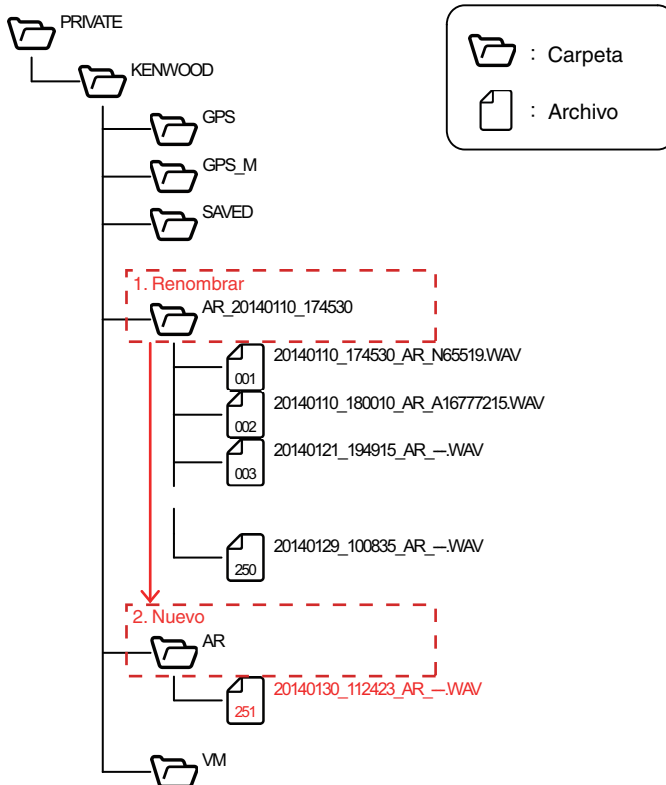 PRIVATE
KENWOOD
GPS
GPS_M
SAVED
1. Renombrar
AR_20140110_174530
20140110_174530_AR_N65519.WAV
001
20140110_180010_AR_A16777215.WAV
002
20140121_194915_AR_---.WAV
003
20140129_100835_AR_---.WAV
250
2. Nuevo
AR
20140130_112423_AR_---.WAV
251
VM
: Carpeta
: Archivo